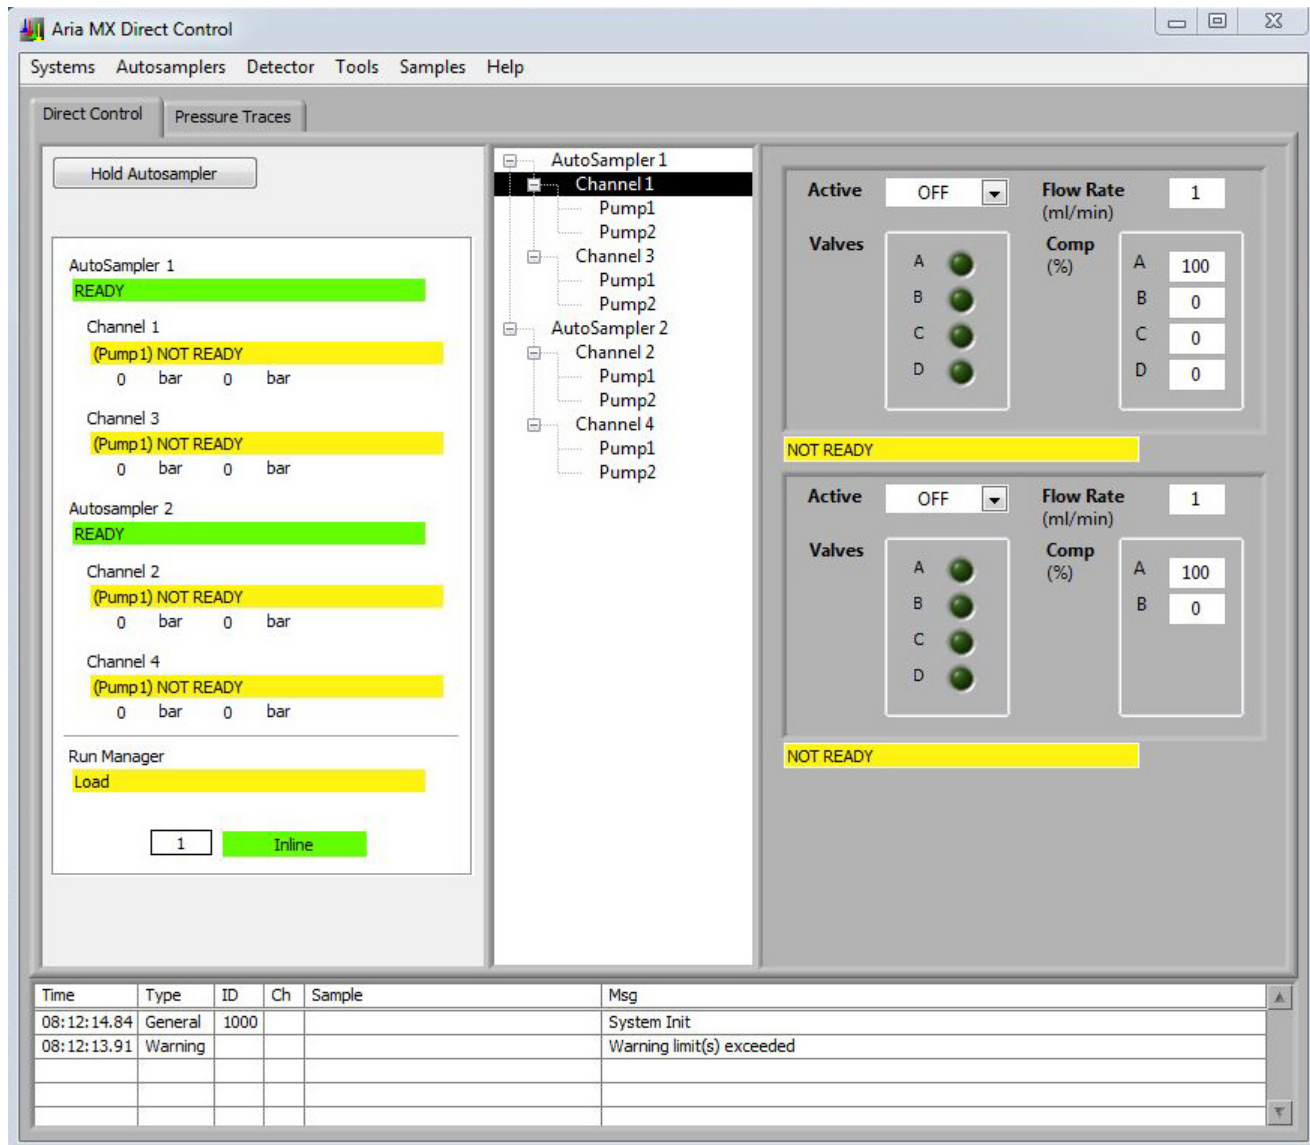 Aria MX Direct Control
Systems Autosamplers Detector Tools Samples Help
Direct Control Pressure Traces
Hold Autosampler
AutoSampler 1
READY
Channel 1
(Pump1) NOT READY
0 bar 0 bar
Channel 3
(Pump1) NOT READY
0 bar 0 bar
Autosampler 2
READY
Channel 2
(Pump1) NOT READY
0 bar 0 bar
Channel 4
(Pump1) NOT READY
0 bar 0 bar
Run Manager
Load
1 Inline
AutoSampler 1
Channel 1
Pump1
Pump2
Channel 3
Pump1
Pump2
AutoSampler 2
Channel 2
Pump1
Pump2
Channel 4
Pump1
Pump2
Active OFF Flow Rate 1
(ml/min)
Valves Comp
(%)
A A 100
B B 0
C C 0
D D 0
NOT READY
Active OFF Flow Rate 1
(ml/min)
Valves Comp
(%)
A A 100
B B 0
C
D
NOT READY
Time Type ID Ch Sample Msg
08:12:14.84 General 1000 System Init
08:12:13.91 Warning Warning limit(s) exceeded